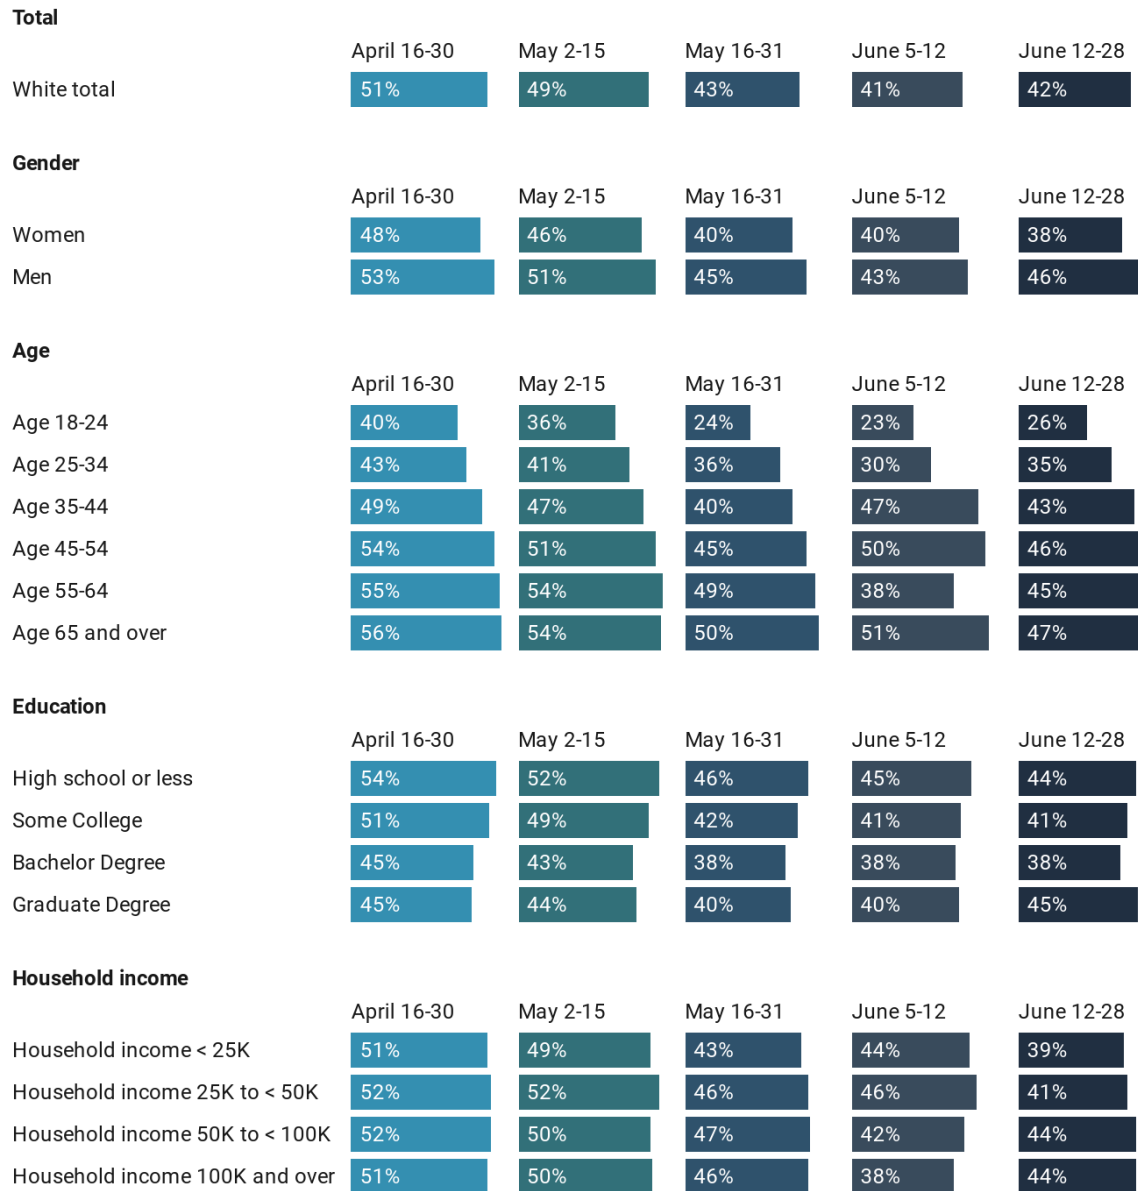 Total
April 16-30 May 2-15 May 16-31 June 5-12 June 12-28
White total 51% 49% 43% 41% 42%
Gender
April 16-30 May 2-15 May 16-31 June 5-12 June 12-28
Women 48% 46% 40% 40% 38%
Men 53% 51% 45% 43% 46%
Age
April 16-30 May 2-15 May 16-31 June 5-12 June 12-28
Age 18-24 40% 36% 24% 23% 26%
Age 25-34 43% 41% 36% 30% 35%
Age 35-44 49% 47% 40% 47% 43%
Age 45-54 54% 51% 45% 50% 46%
Age 55-64 55% 54% 49% 38% 45%
Age 65 and over 56% 54% 50% 51% 47%
Education
April 16-30 May 2-15 May 16-31 June 5-12 June 12-28
High school or less 54% 52% 46% 45% 44%
Some College 51% 49% 42% 41% 41%
Bachelor Degree 45% 43% 38% 38% 38%
Graduate Degree 45% 44% 40% 40% 45%
Household income
April 16-30 May 2-15 May 16-31 June 5-12 June 12-28
Household income < 25K 51% 49% 43% 44% 39%
Household income 25K to < 50K 52% 52% 46% 46% 41%
Household income 50K to < 100K 52% 50% 47% 42% 44%
Household income 100K and over 51% 50% 46% 38% 44%